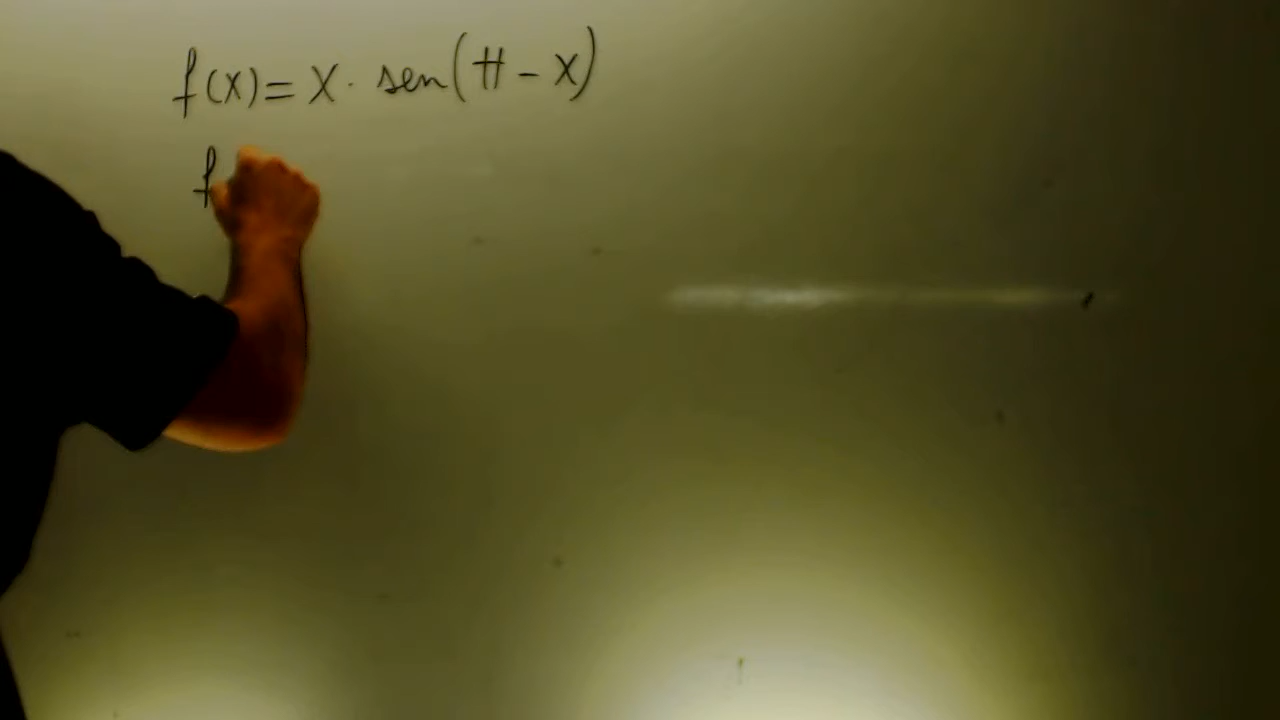 f(x) = x · sen(π - x)
f